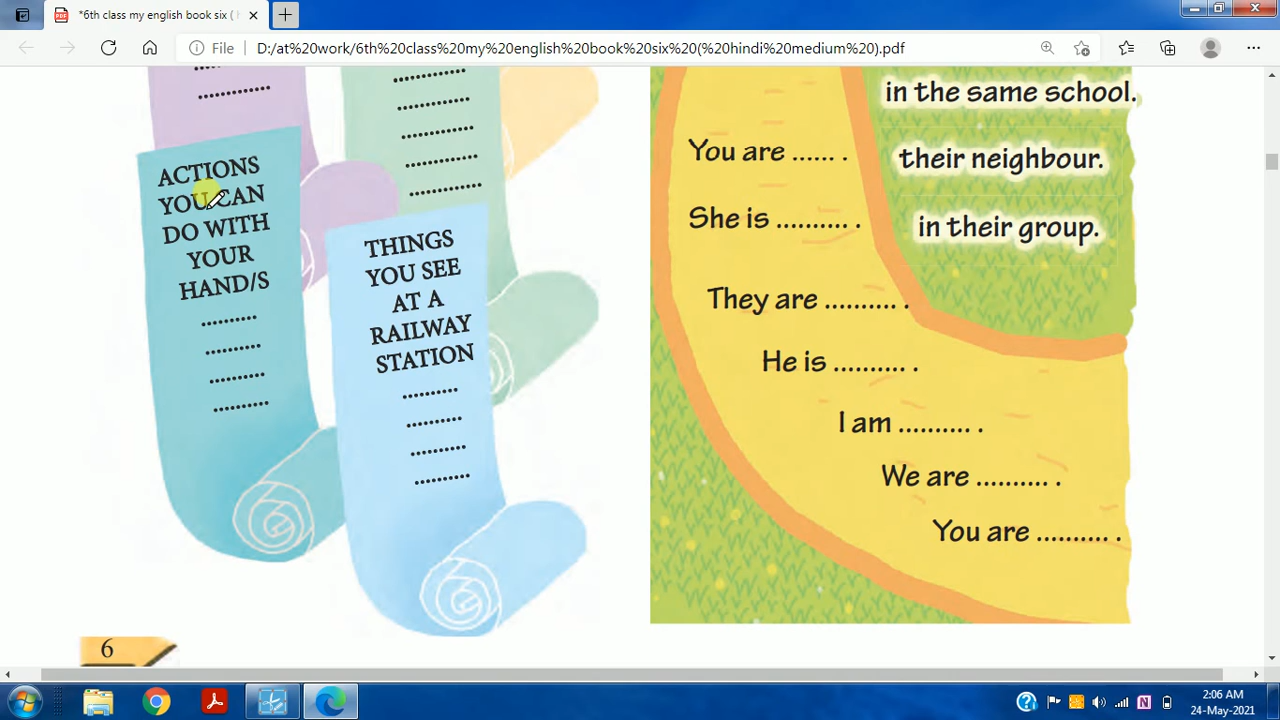 *6th class my english book six (
File
D:/at%20work/6th%20class%20my%20english%20book%20six%20(%20hindi%20medium%20).pdf
ACTIONS
YOU CAN
DO WITH
YOUR
HAND/S
..........
..........
..........
..........
THINGS
YOU SEE
AT A
RAILWAY
STATION
..........
..........
..........
..........
6
in the same school.
their neighbour.
in their group.
You are ...... .
She is .......... .
They are .......... .
He is .......... .
I am .......... .
We are .......... .
You are .......... .
2:06 AM
24-May-2021